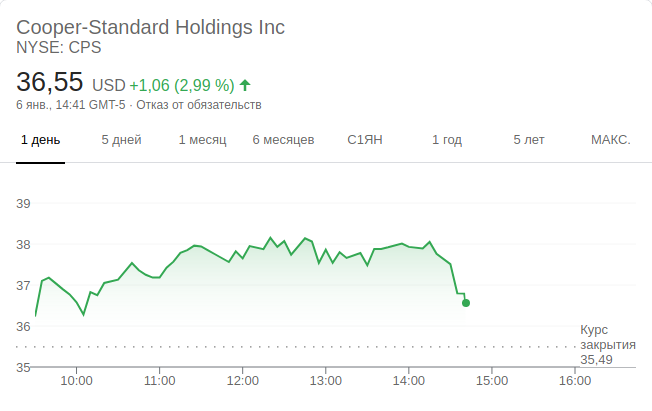 Cooper-Standard Holdings Inc
NYSE: CPS
36,55 USD +1,06 (2,99 %)
6 янв., 14:41 GMT-5 · Отказ от обязательств
1 день 5 дней 1 месяц 6 месяцев С1ЯН 1 год 5 лет МАКС.
39
38
37
36
Курс
закрытия
35,49
35
10:00 11:00 12:00 13:00 14:00 15:00 16:00